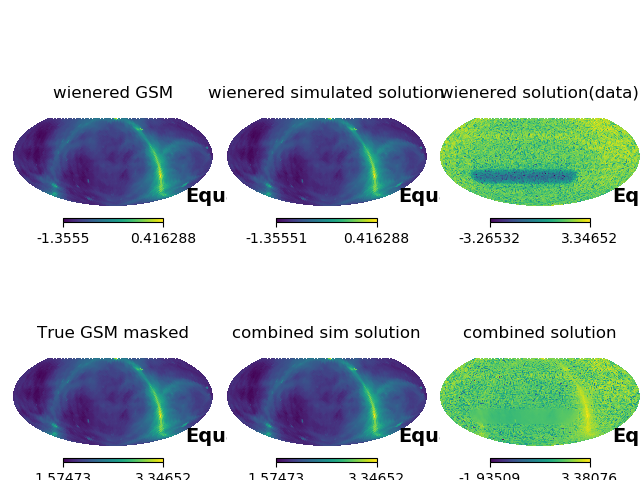 wienered GSM
wienered simulated solution
wienered solution(data)
Equ
Equ
Eq
-1.3555 0.416288
-1.35551 0.416288
-3.26532 3.34652
True GSM masked
combined sim solution
combined solution
Equ
Equ
Eq
1.57473 3.34652
1.57473 3.34652
-1.93509 3.38076